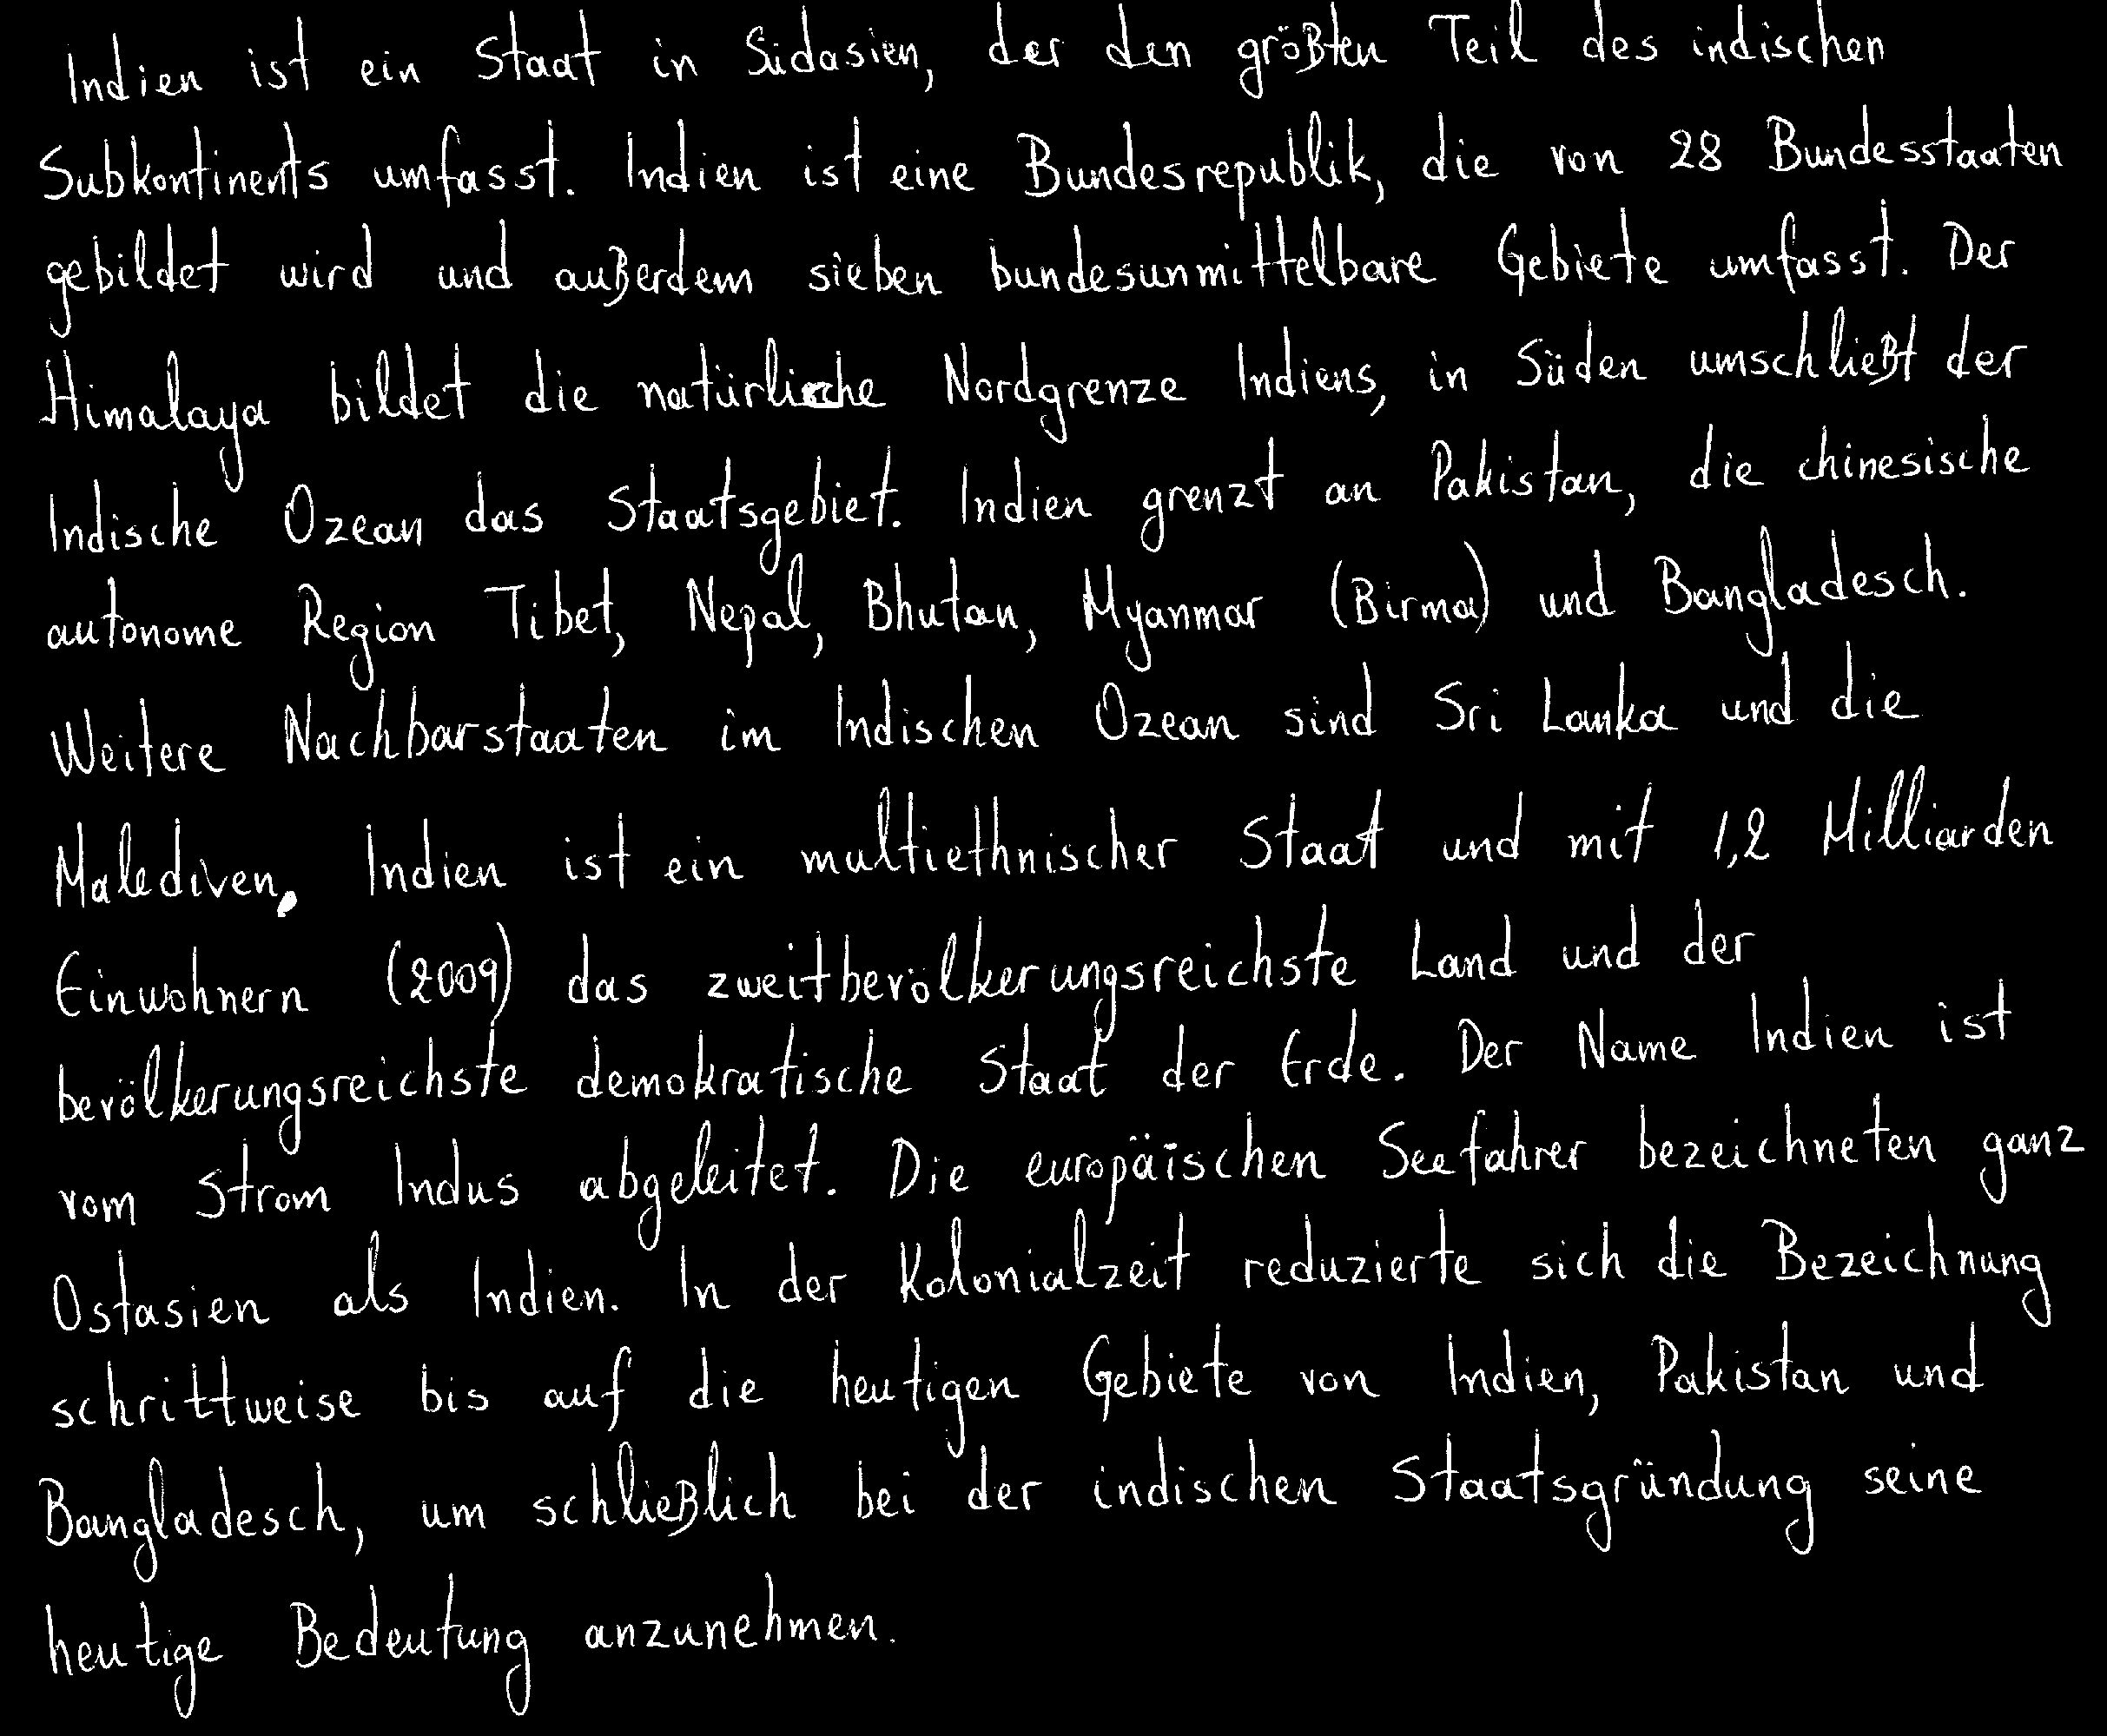 Indien ist ein Staat in Südasien, der den größten Teil des indischen
Subkontinents umfasst. Indien ist eine Bundesrepublik, die von 28 Bundesstaaten
gebildet wird und außerdem sieben bundesunmittelbare Gebiete umfasst. Der
Himalaya bildet die natürliche Nordgrenze Indiens, in Süden umschließt der
Indische Ozean das Staatsgebiet. Indien grenzt an Pakistan, die chinesische
autonome Region Tibet, Nepal, Bhutan, Myanmar (Birma) und Bangladesch.
Weitere Nachbarstaaten im Indischen Ozean sind Sri Lanka und die
Malediven. Indien ist ein multiethnischer Staat und mit 1,2 Milliarden
Einwohnern (2009) das zweitbevölkerungsreichste Land und der
bevölkerungsreichste demokratische Staat der Erde. Der Name Indien ist
vom Strom Indus abgeleitet. Die europäischen Seefahrer bezeichneten ganz
Ostasien als Indien. In der Kolonialzeit reduzierte sich die Bezeichnung
schrittweise bis auf die heutigen Gebiete von Indien, Pakistan und
Bangladesch, um schließlich bei der indischen Staatsgründung seine
heutige Bedeutung anzunehmen.